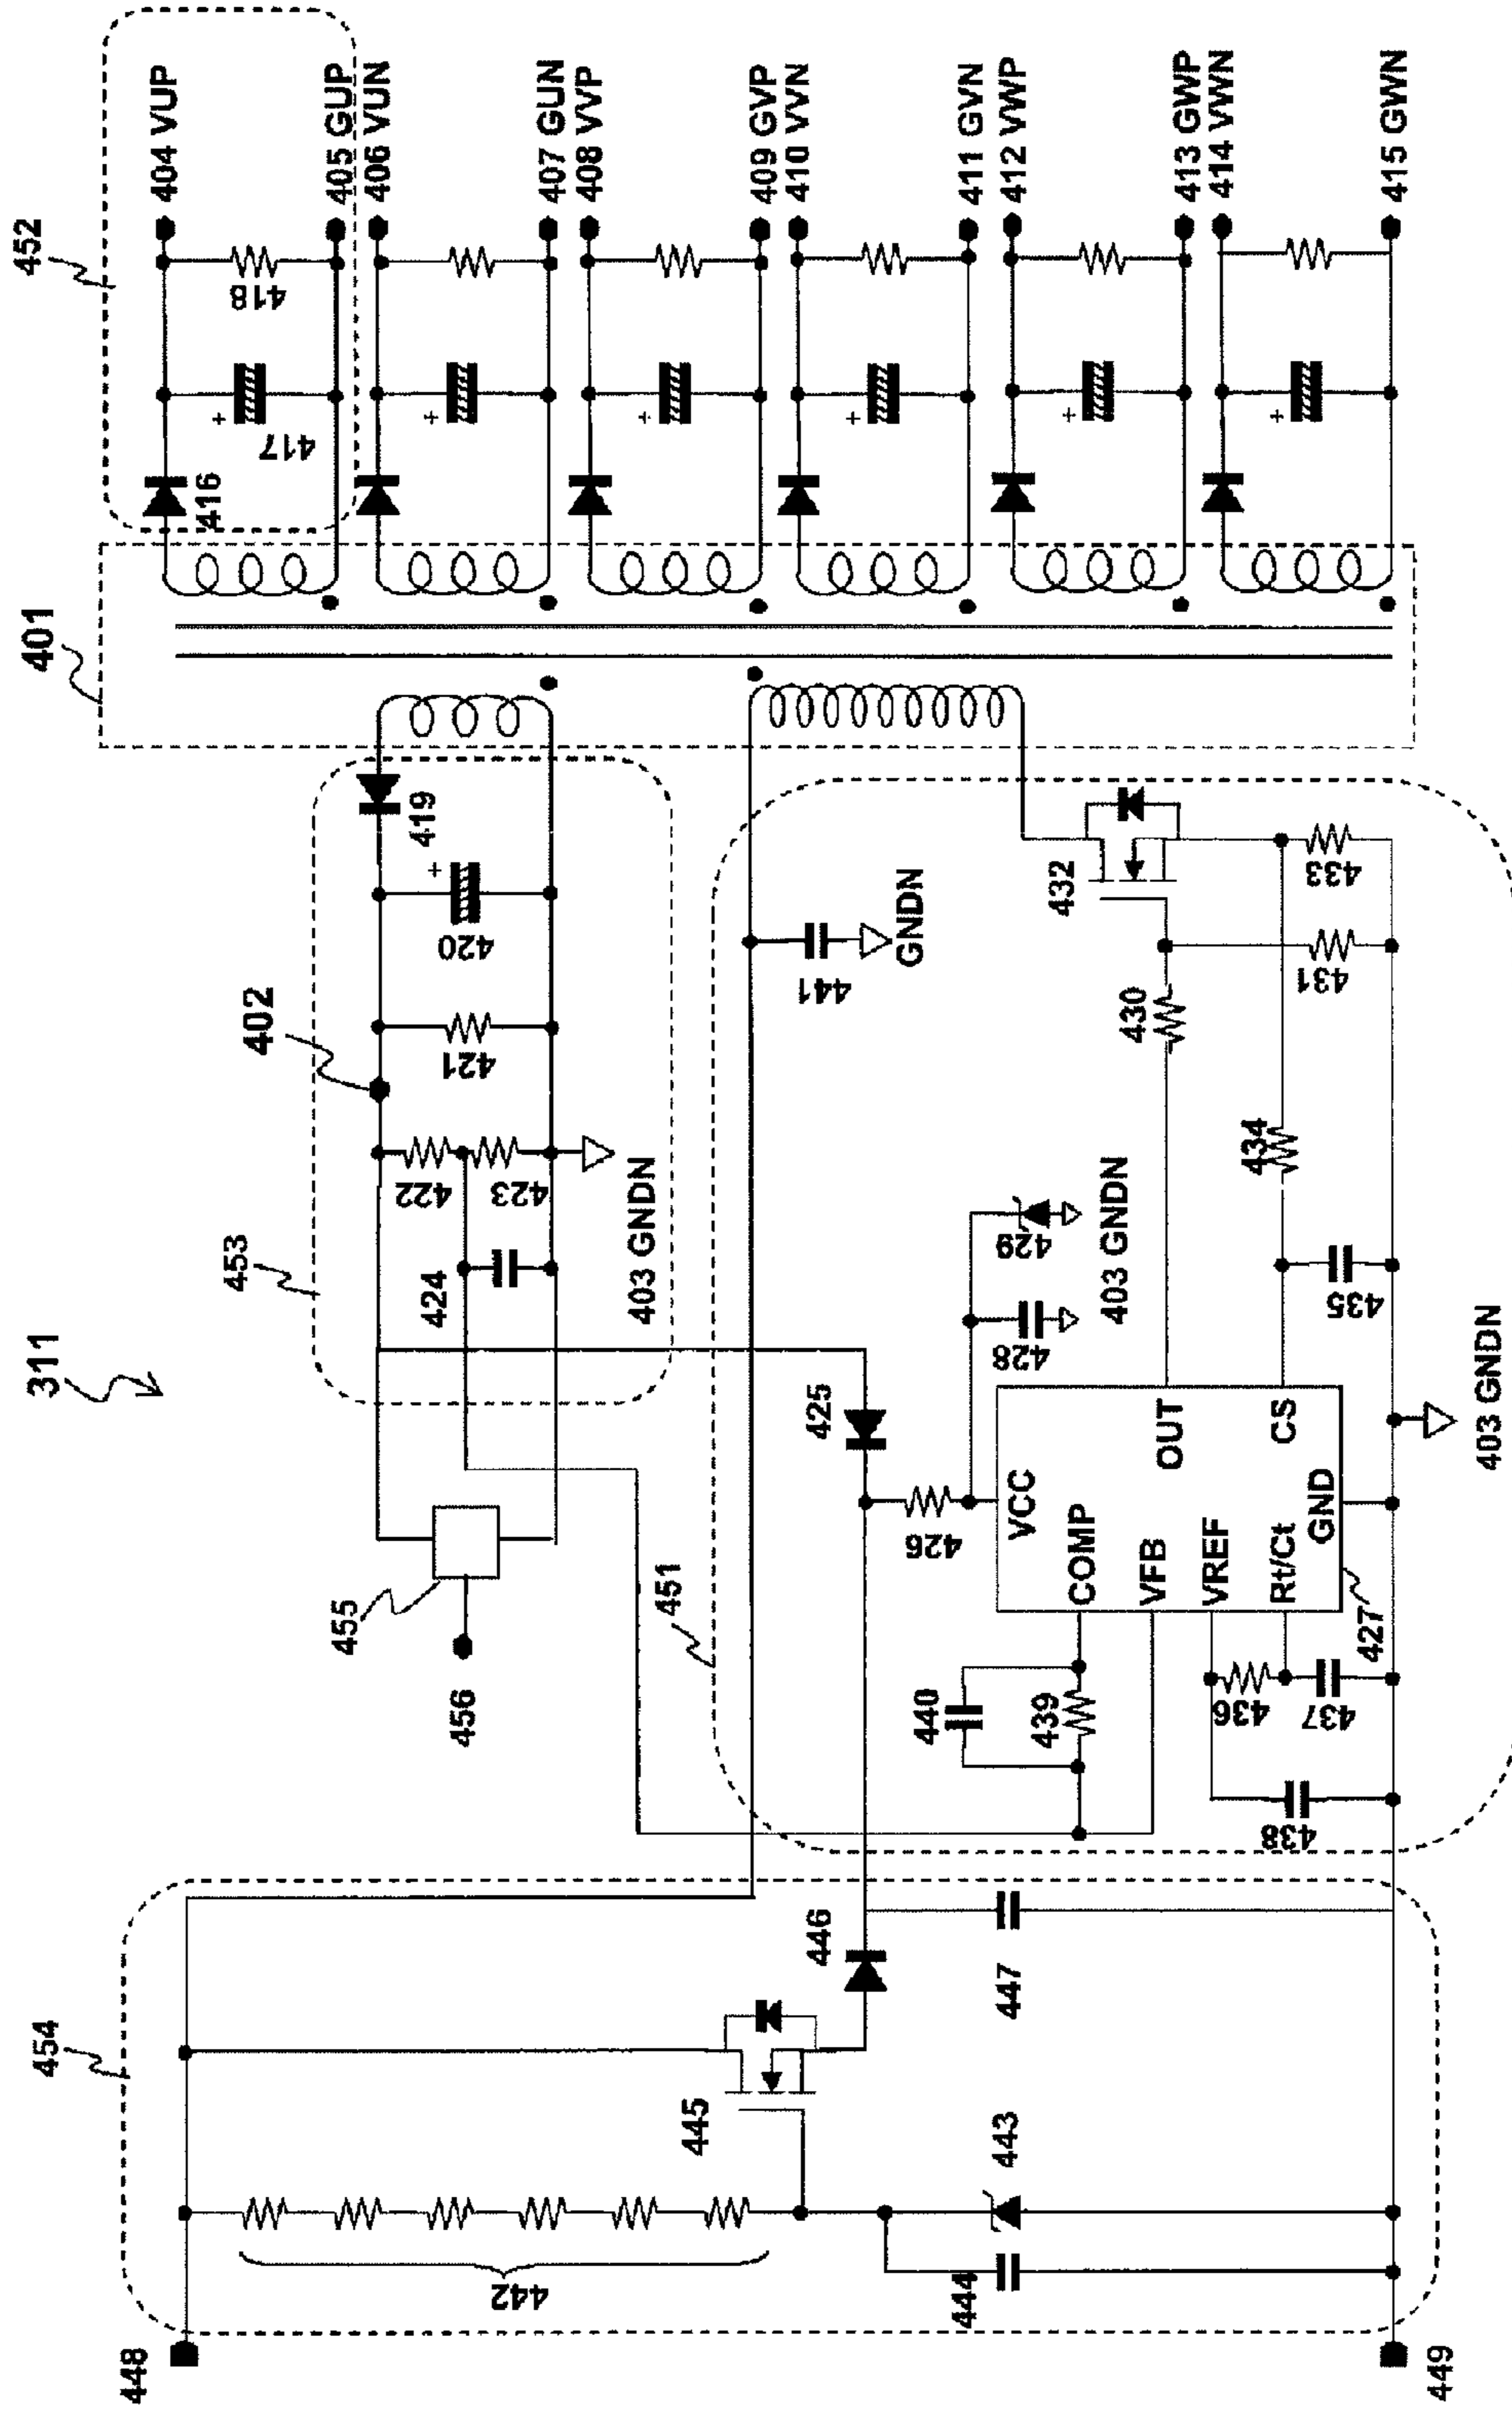 311
401
452
404 VUP
418
417
416
405 GUP
406 VUN
407 GUN
408 VVP
409 GVP
410 VVN
411 GVN
412 VWP
413 GWP
414 VWN
415 GWN
453
402
419
420
421
422
423
424
403 GNDN
455
456
451
441
GNDN
432
433
431
430
434
435
429
428
403 GNDN
425
426
VCC
COMP
VFB
VREF
Rt/Ct
GND
OUT
CS
427
440
439
436
437
438
403 GNDN
454
446
447
445
443
444
442
448
449